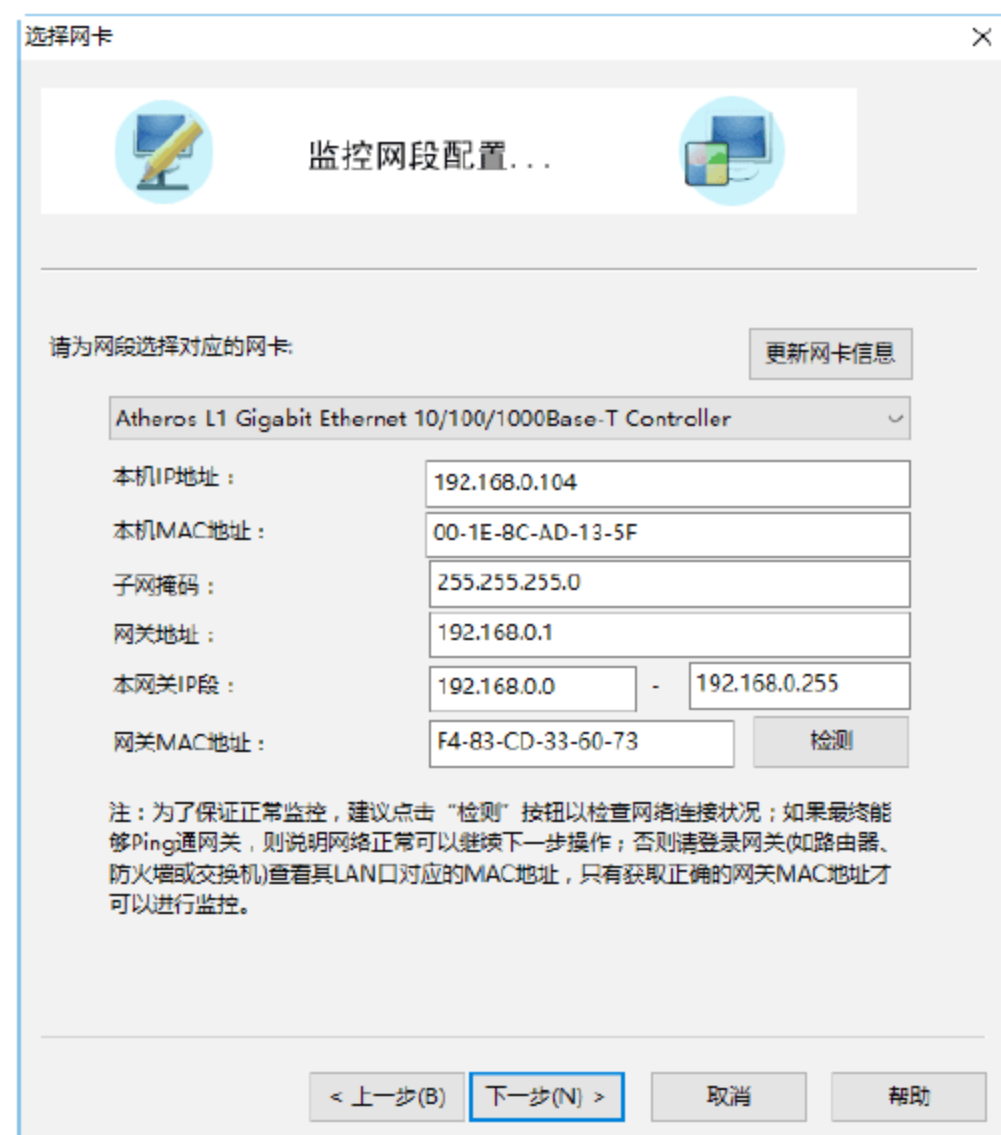 选择网卡
监控网段配置...
请为网段选择对应的网卡:
更新网卡信息
Atheros L1 Gigabit Ethernet 10/100/1000Base-T Controller
本机IP地址：
192.168.0.104
本机MAC地址：
00-1E-8C-AD-13-5F
子网掩码：
255.255.255.0
网关地址：
192.168.0.1
本网关IP段：
192.168.0.0 - 192.168.0.255
网关MAC地址：
F4-83-CD-33-60-73
检测
注：为了保证正常监控，建议点击“检测”按钮以检查网络连接状况；如果最终能
够Ping通网关，则说明网络正常可以继续下一步操作；否则请登录网关(如路由器、
防火墙或交换机)查看其LAN口对应的MAC地址，只有获取正确的网关MAC地址才
可以进行监控。
< 上一步(B)
下一步(N) >
取消
帮助